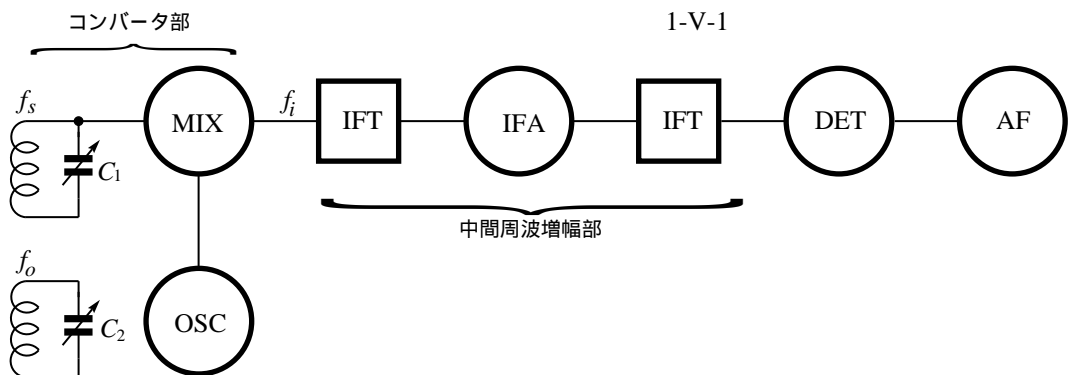 コンバータ部
1-V-1
fs
MIX
fi
IFT
IFA
IFT
DET
AF
C1
中間周波増幅部
fo
OSC
C2